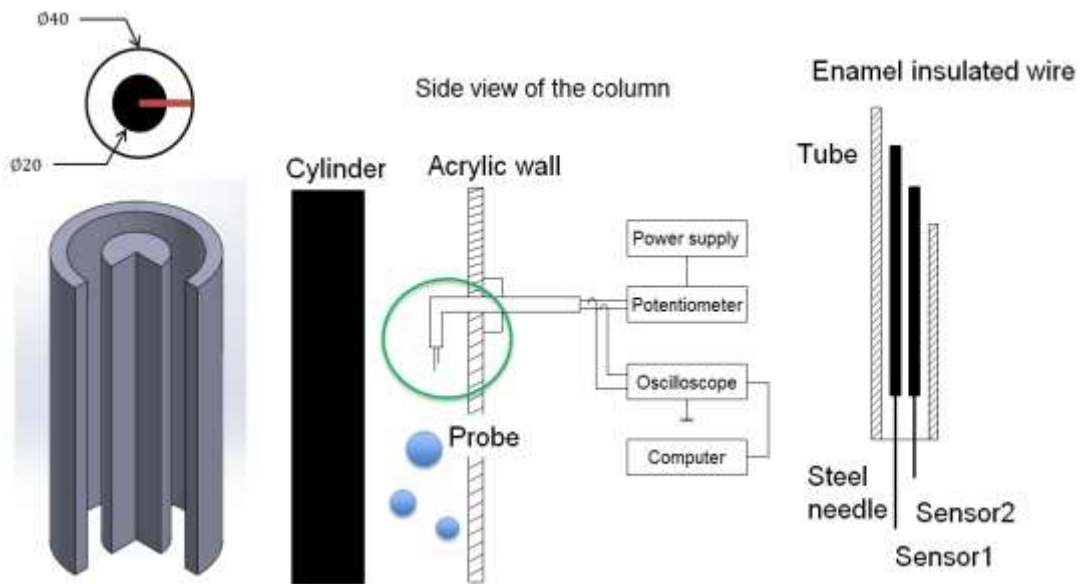 Ø40
Ø20
Side view of the column
Cylinder
Acrylic wall
Power supply
Potentiometer
Oscilloscope
Computer
Probe
Enamel insulated wire
Tube
Steel
needle
Sensor2
Sensor1